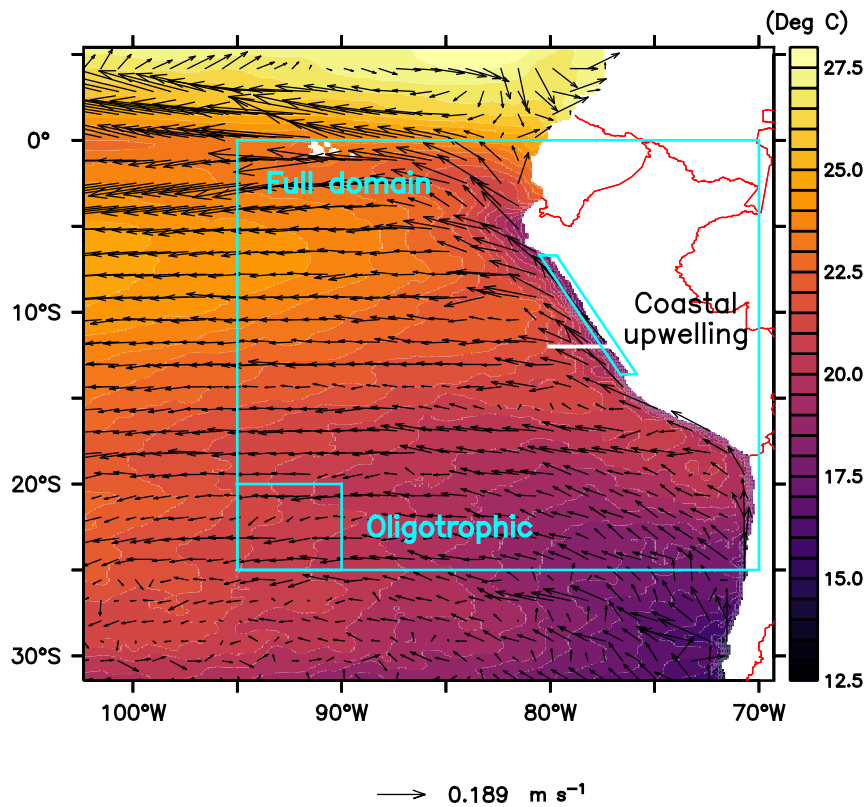 (Deg C)
27.5
0°
25.0
Full domain
22.5
10°S
Coastal
upwelling
20.0
20°S
17.5
Oligotrophic
15.0
30°S
12.5
100°W 90°W 80°W 70°W
0.189 m s⁻¹